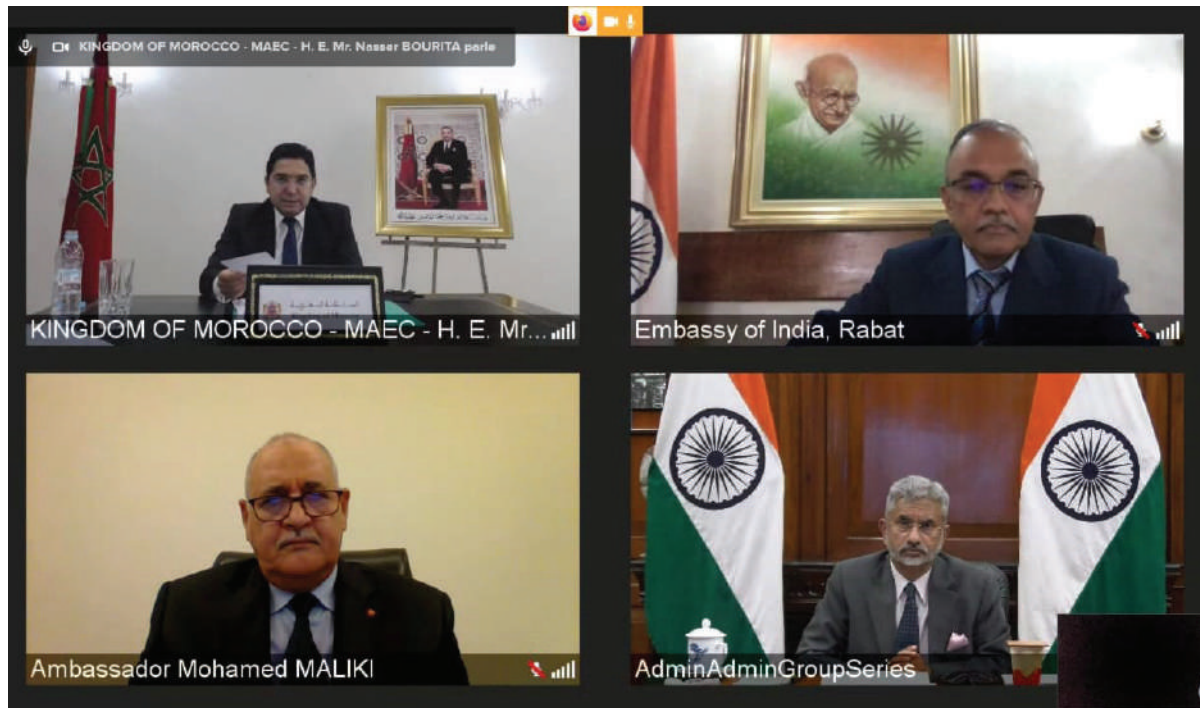 KINGDOM OF MOROCCO - MAEC - H. E. Mr. Nasser BOURITA parle
KINGDOM OF MOROCCO - MAEC - H. E. Mr...
Embassy of India, Rabat
Ambassador Mohamed MALIKI
AdminAdminGroupSeries